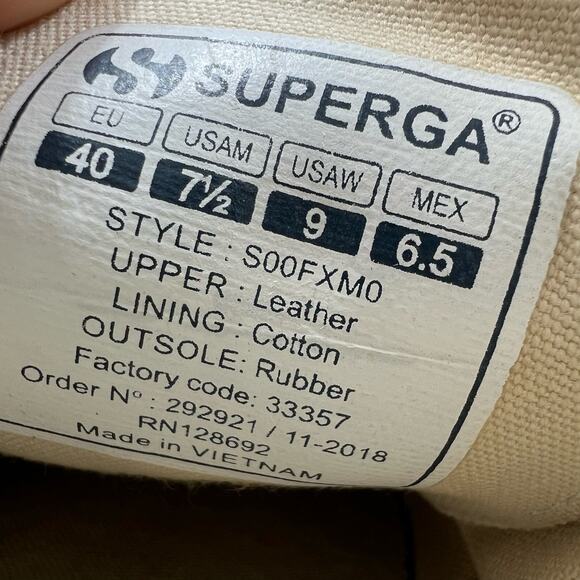 SUPERGA®
EU USAM USAW MEX
40 7½ 9 6.5
STYLE : S00FXM0
UPPER : Leather
LINING : Cotton
OUTSOLE: Rubber
Factory code: 33357
Order Nº : 292921 / 11-2018
RN128692
Made in VIETNAM